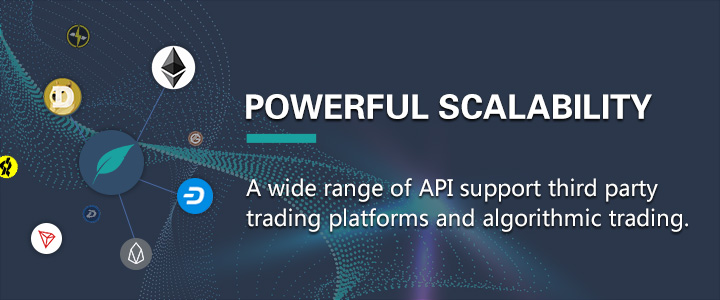 POWERFUL SCALABILITY
A wide range of API support third party
trading platforms and algorithmic trading.